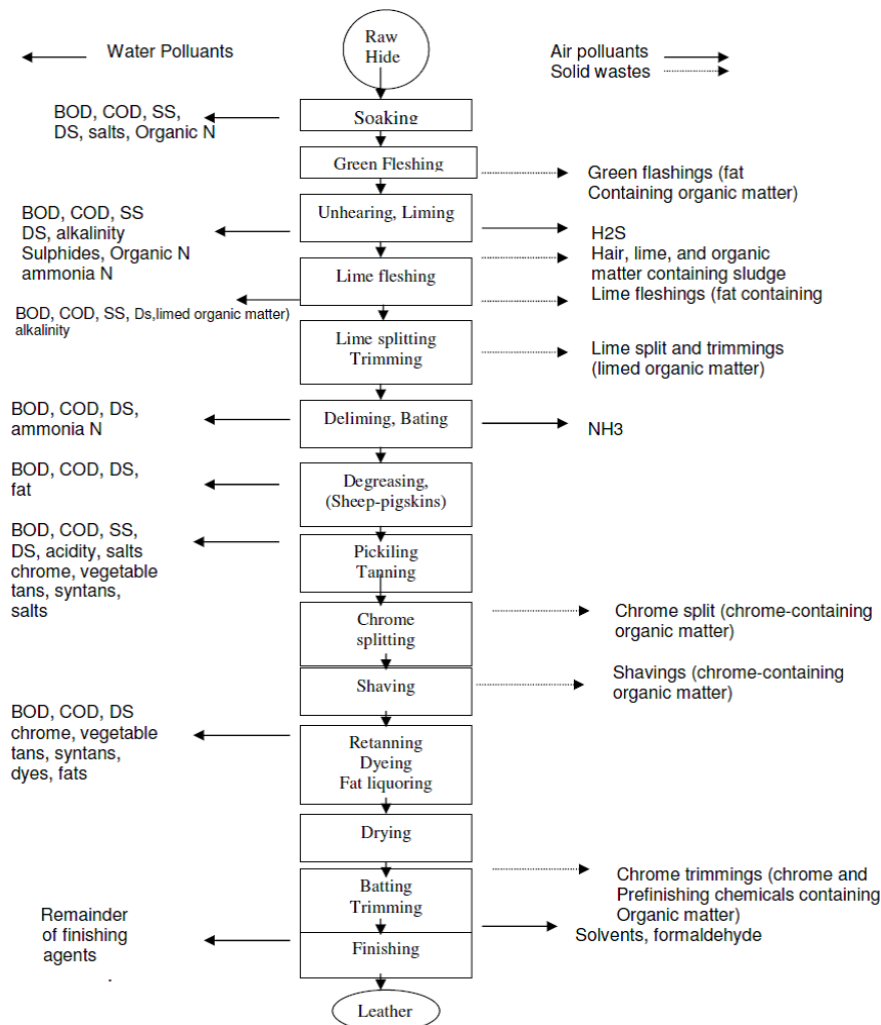 Water Polluants
Raw
Hide
Air polluants
Solid wastes
BOD, COD, SS,
DS, salts, Organic N
Soaking
Green Fleshing
Green flashings (fat
Containing organic matter)
BOD, COD, SS
DS, alkalinity
Sulphides, Organic N
ammonia N
Unhearing, Liming
H2S
Hair, lime, and organic
matter containing sludge
Lime fleshing
Lime fleshings (fat containing
BOD, COD, SS, Ds,limed organic matter)
alkalinity
Lime splitting
Trimming
Lime split and trimmings
(limed organic matter)
BOD, COD, DS,
ammonia N
Deliming, Bating
NH3
BOD, COD, DS,
fat
Degreasing,
(Sheep-pigskins)
BOD, COD, SS,
DS, acidity, salts
chrome, vegetable
tans, syntans,
salts
Pickiling
Tanning
Chrome
splitting
Chrome split (chrome-containing
organic matter)
Shaving
Shavings (chrome-containing
organic matter)
BOD, COD, DS
chrome, vegetable
tans, syntans,
dyes, fats
Retanning
Dyeing
Fat liquoring
Drying
Batting
Trimming
Chrome trimmings (chrome and
Prefinishing chemicals containing
Organic matter)
Solvents, formaldehyde
Remainder
of finishing
agents
.
Finishing
Leather